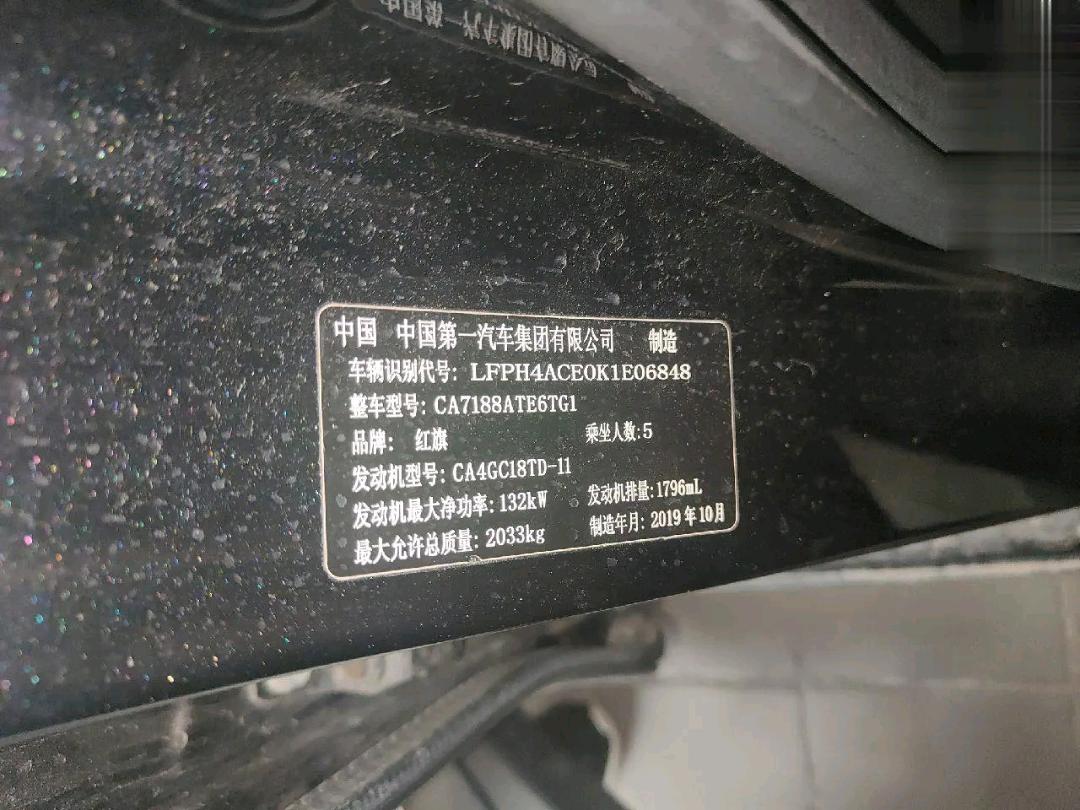 中国 中国第一汽车集团有限公司 制造
车辆识别代号: LFPH4ACE0K1E06848
整车型号: CA7188ATE6TG1
品牌: 红旗 乘坐人数:5
发动机型号: CA4GC18TD-11
发动机最大净功率: 132kW 发动机排量:1796mL
最大允许总质量: 2033kg 制造年月: 2019年10月